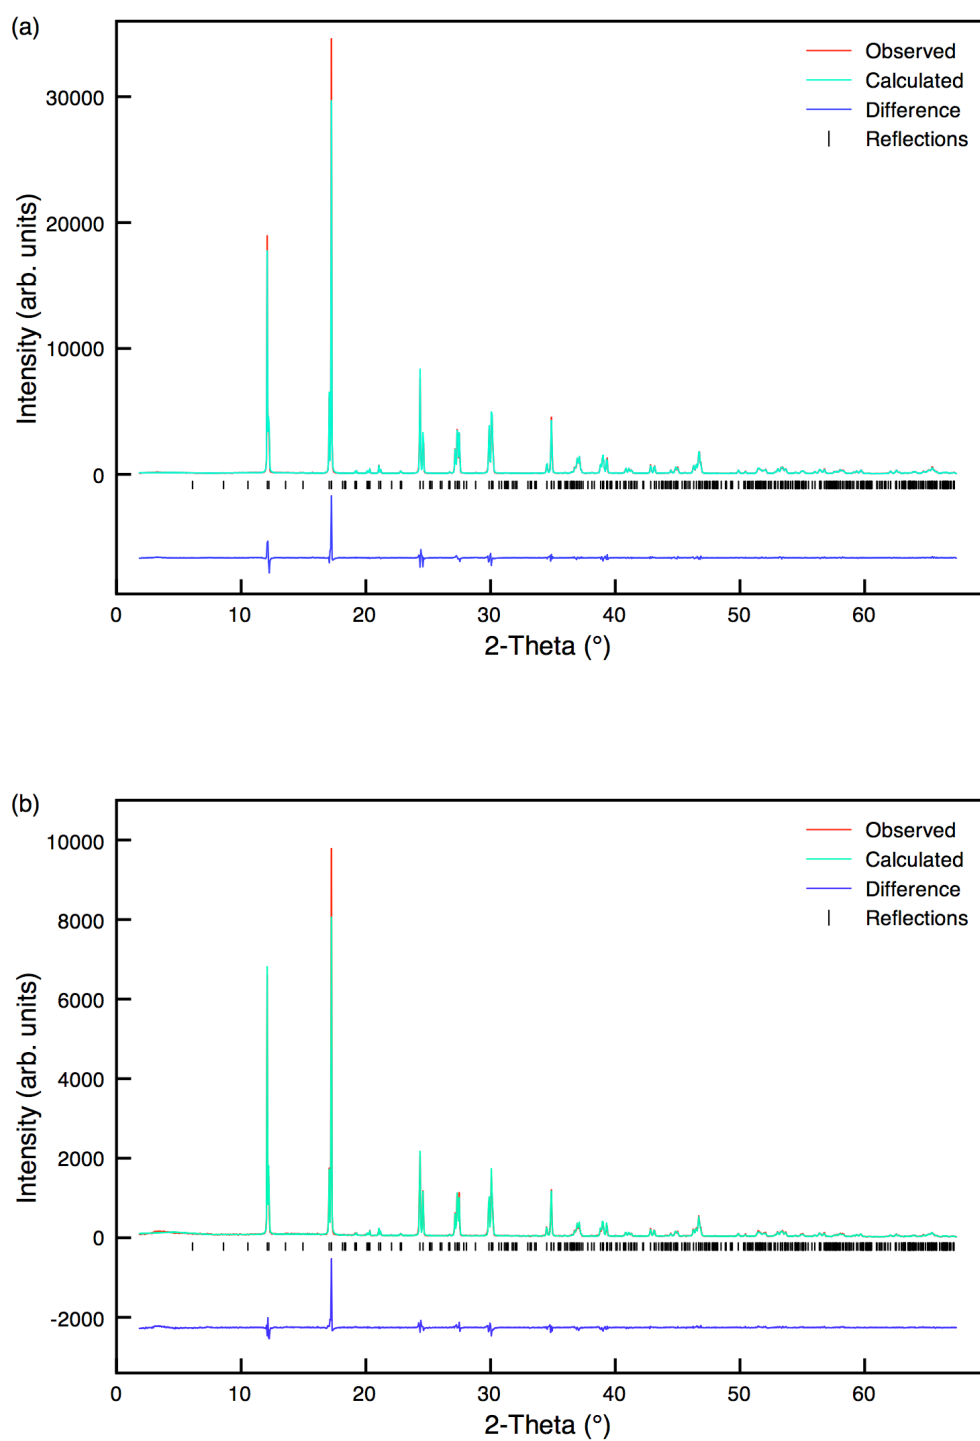 (a)
Observed
Calculated
Difference
Reflections
30000
20000
10000
0
Intensity (arb. units)
0 10 20 30 40 50 60
2-Theta (°)
(b)
Observed
Calculated
Difference
Reflections
10000
8000
6000
4000
2000
0
-2000
Intensity (arb. units)
0 10 20 30 40 50 60
2-Theta (°)